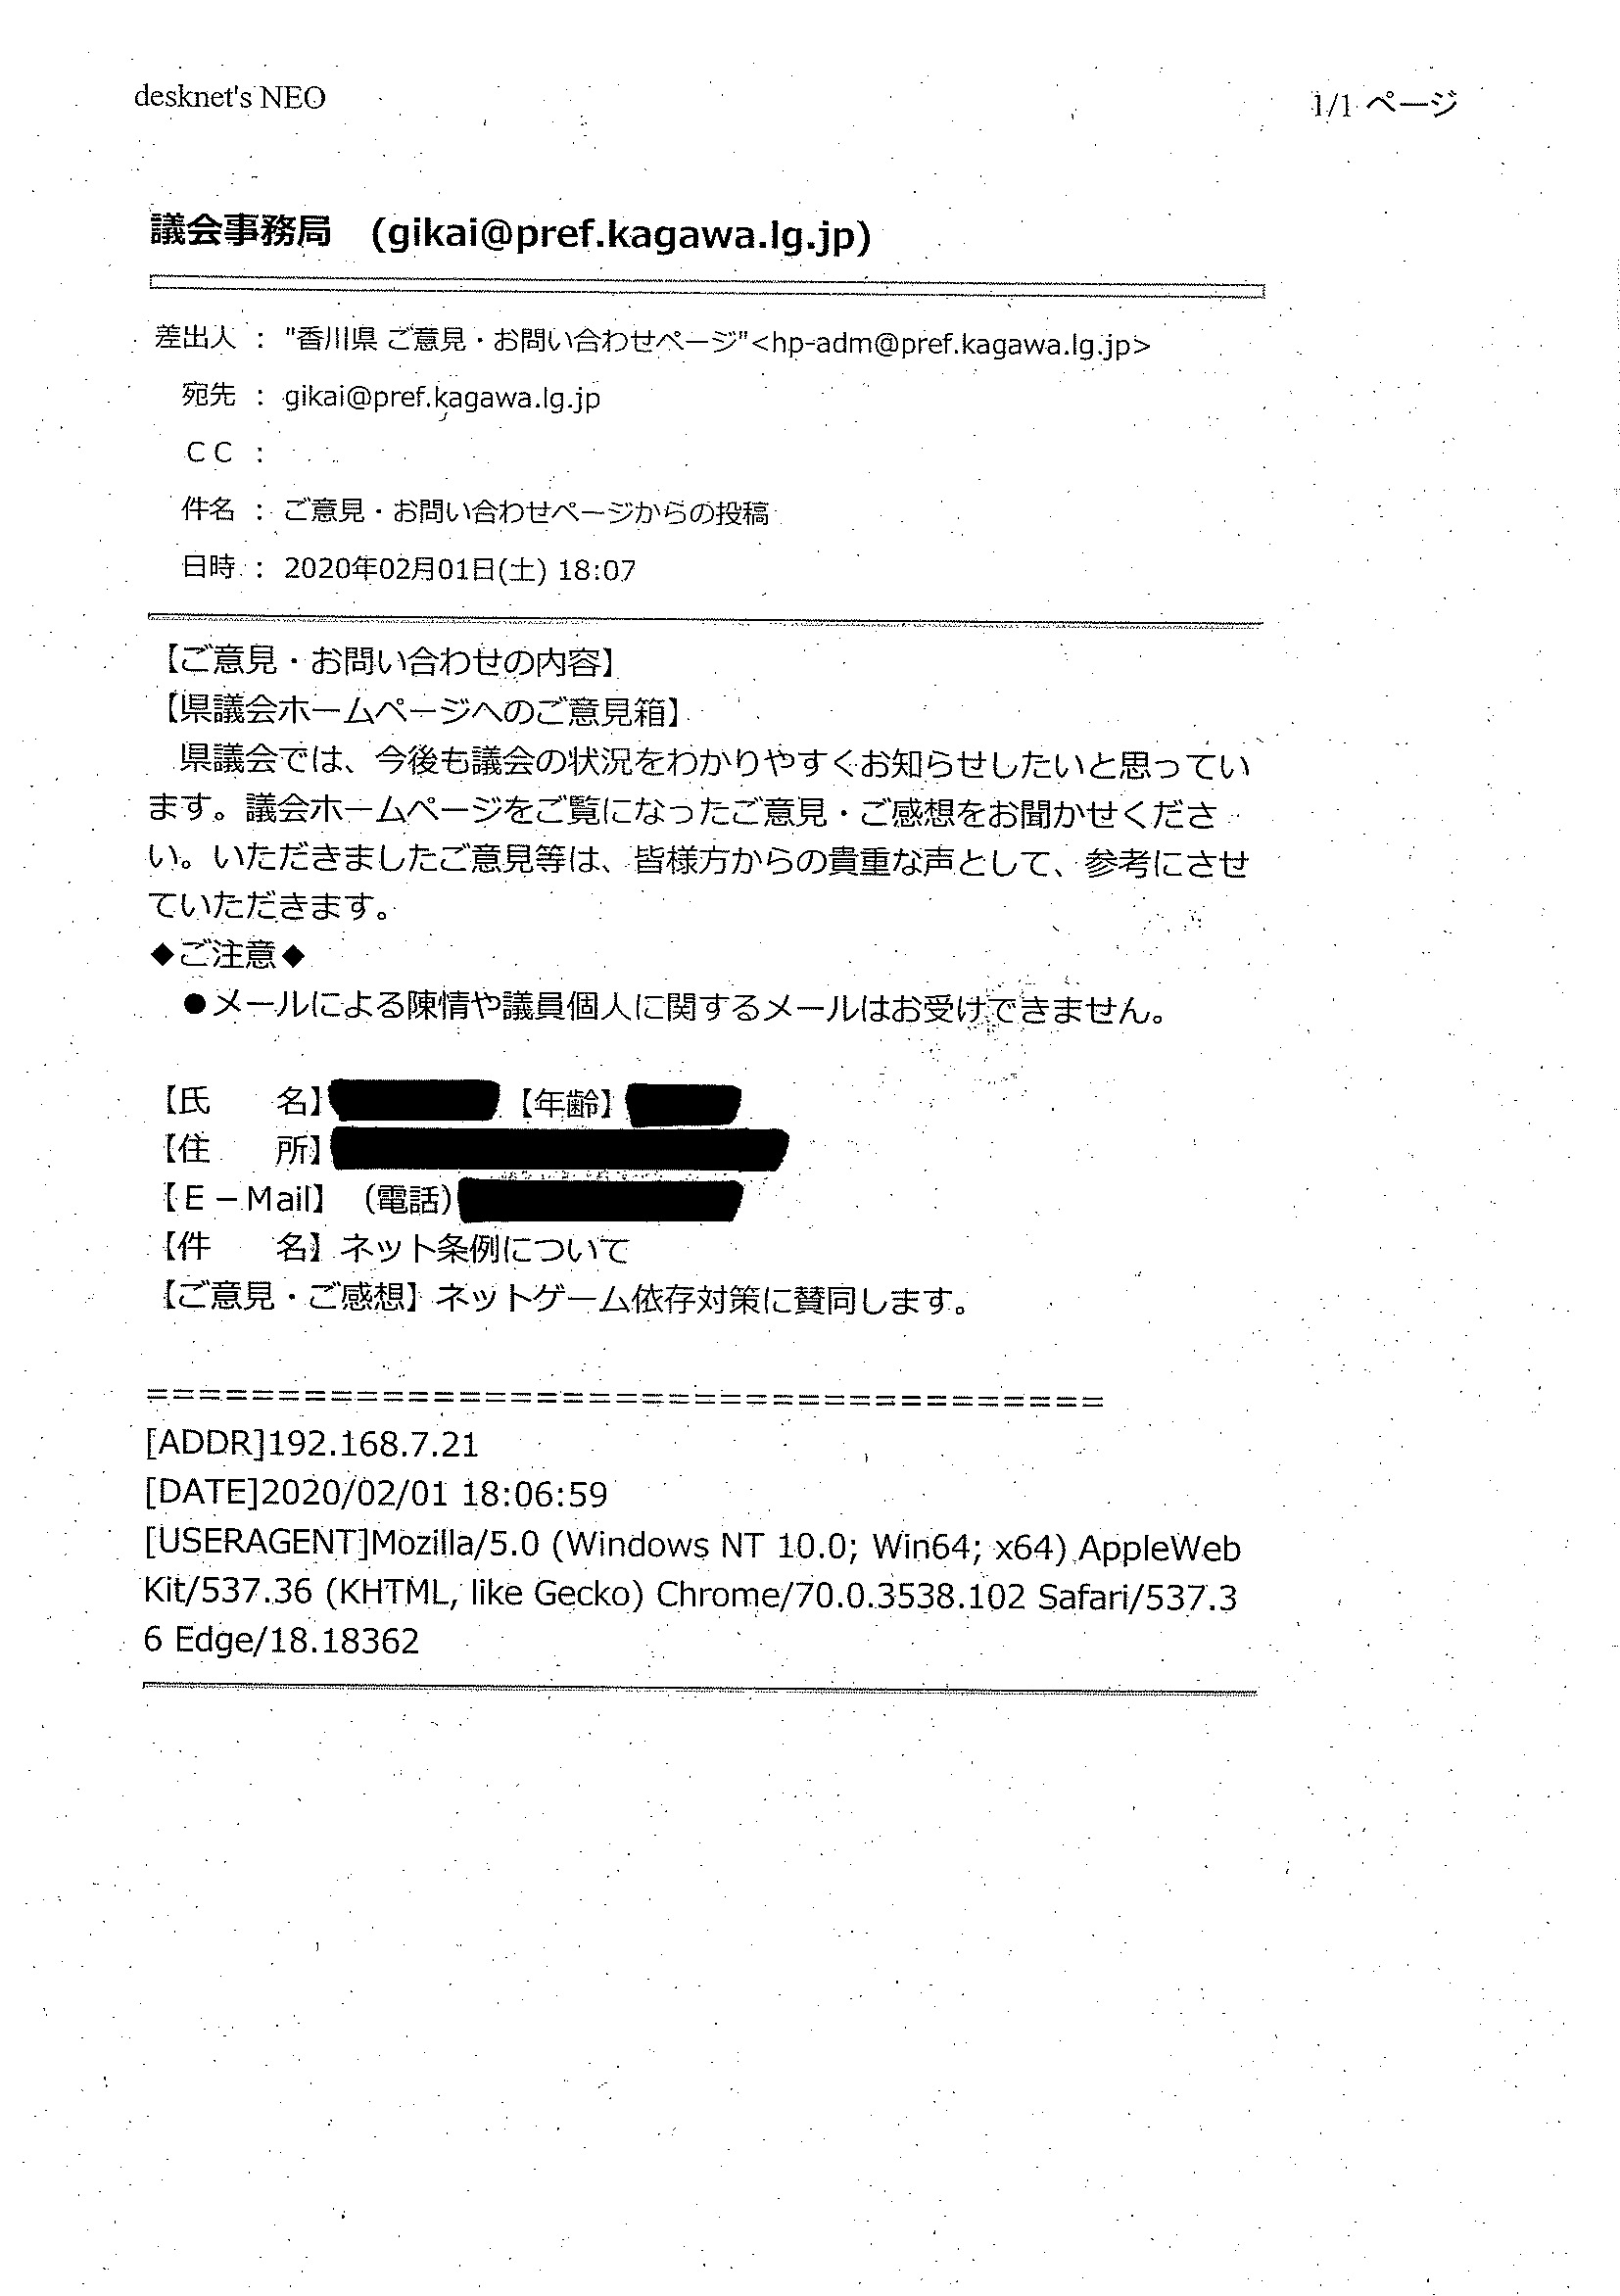 desknet's NEO
1/1 ページ
議会事務局　(gikai@pref.kagawa.lg.jp)
差出人 ： "香川県 ご意見・お問い合わせページ"<hp-adm@pref.kagawa.lg.jp>
宛先 ： gikai@pref.kagawa.lg.jp
ＣＣ ：
件名 ： ご意見・お問い合わせページからの投稿
日時 ： 2020年02月01日(土) 18:07
【ご意見・お問い合わせの内容】
【県議会ホームページへのご意見箱】
　県議会では、今後も議会の状況をわかりやすくお知らせしたいと思ってい
ます。議会ホームページをご覧になったご意見・ご感想をお聞かせくださ
い。いただきましたご意見等は、皆様方からの貴重な声として、参考にさせ
ていただきます。
◆ご注意◆
　●メールによる陳情や議員個人に関するメールはお受けできません。
【氏　　名】【年齢】
【住　　所】
【Ｅ－Mail】（電話）
【件　　名】ネット条例について
【ご意見・ご感想】ネットゲーム依存対策に賛同します。
=====================================
[ADDR]192.168.7.21
[DATE]2020/02/01 18:06:59
[USERAGENT]Mozilla/5.0 (Windows NT 10.0; Win64; x64) AppleWeb
Kit/537.36 (KHTML, like Gecko) Chrome/70.0.3538.102 Safari/537.3
6 Edge/18.18362